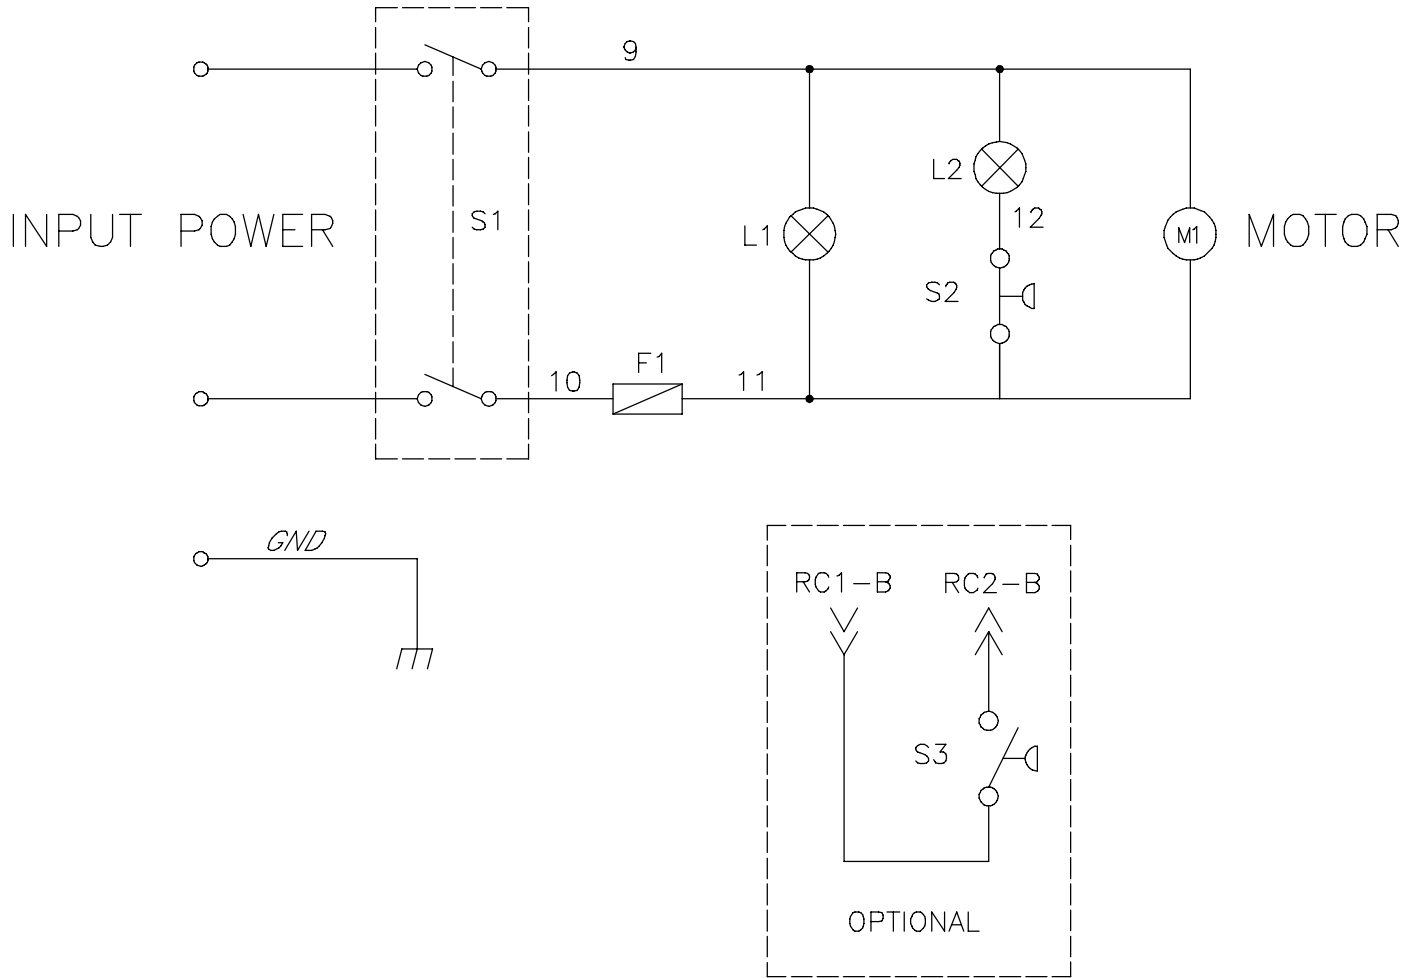 9
L2
12
INPUT POWER
S1
L1
M1
MOTOR
S2
F1
10
11
GND
RC1-B
RC2-B
S3
OPTIONAL